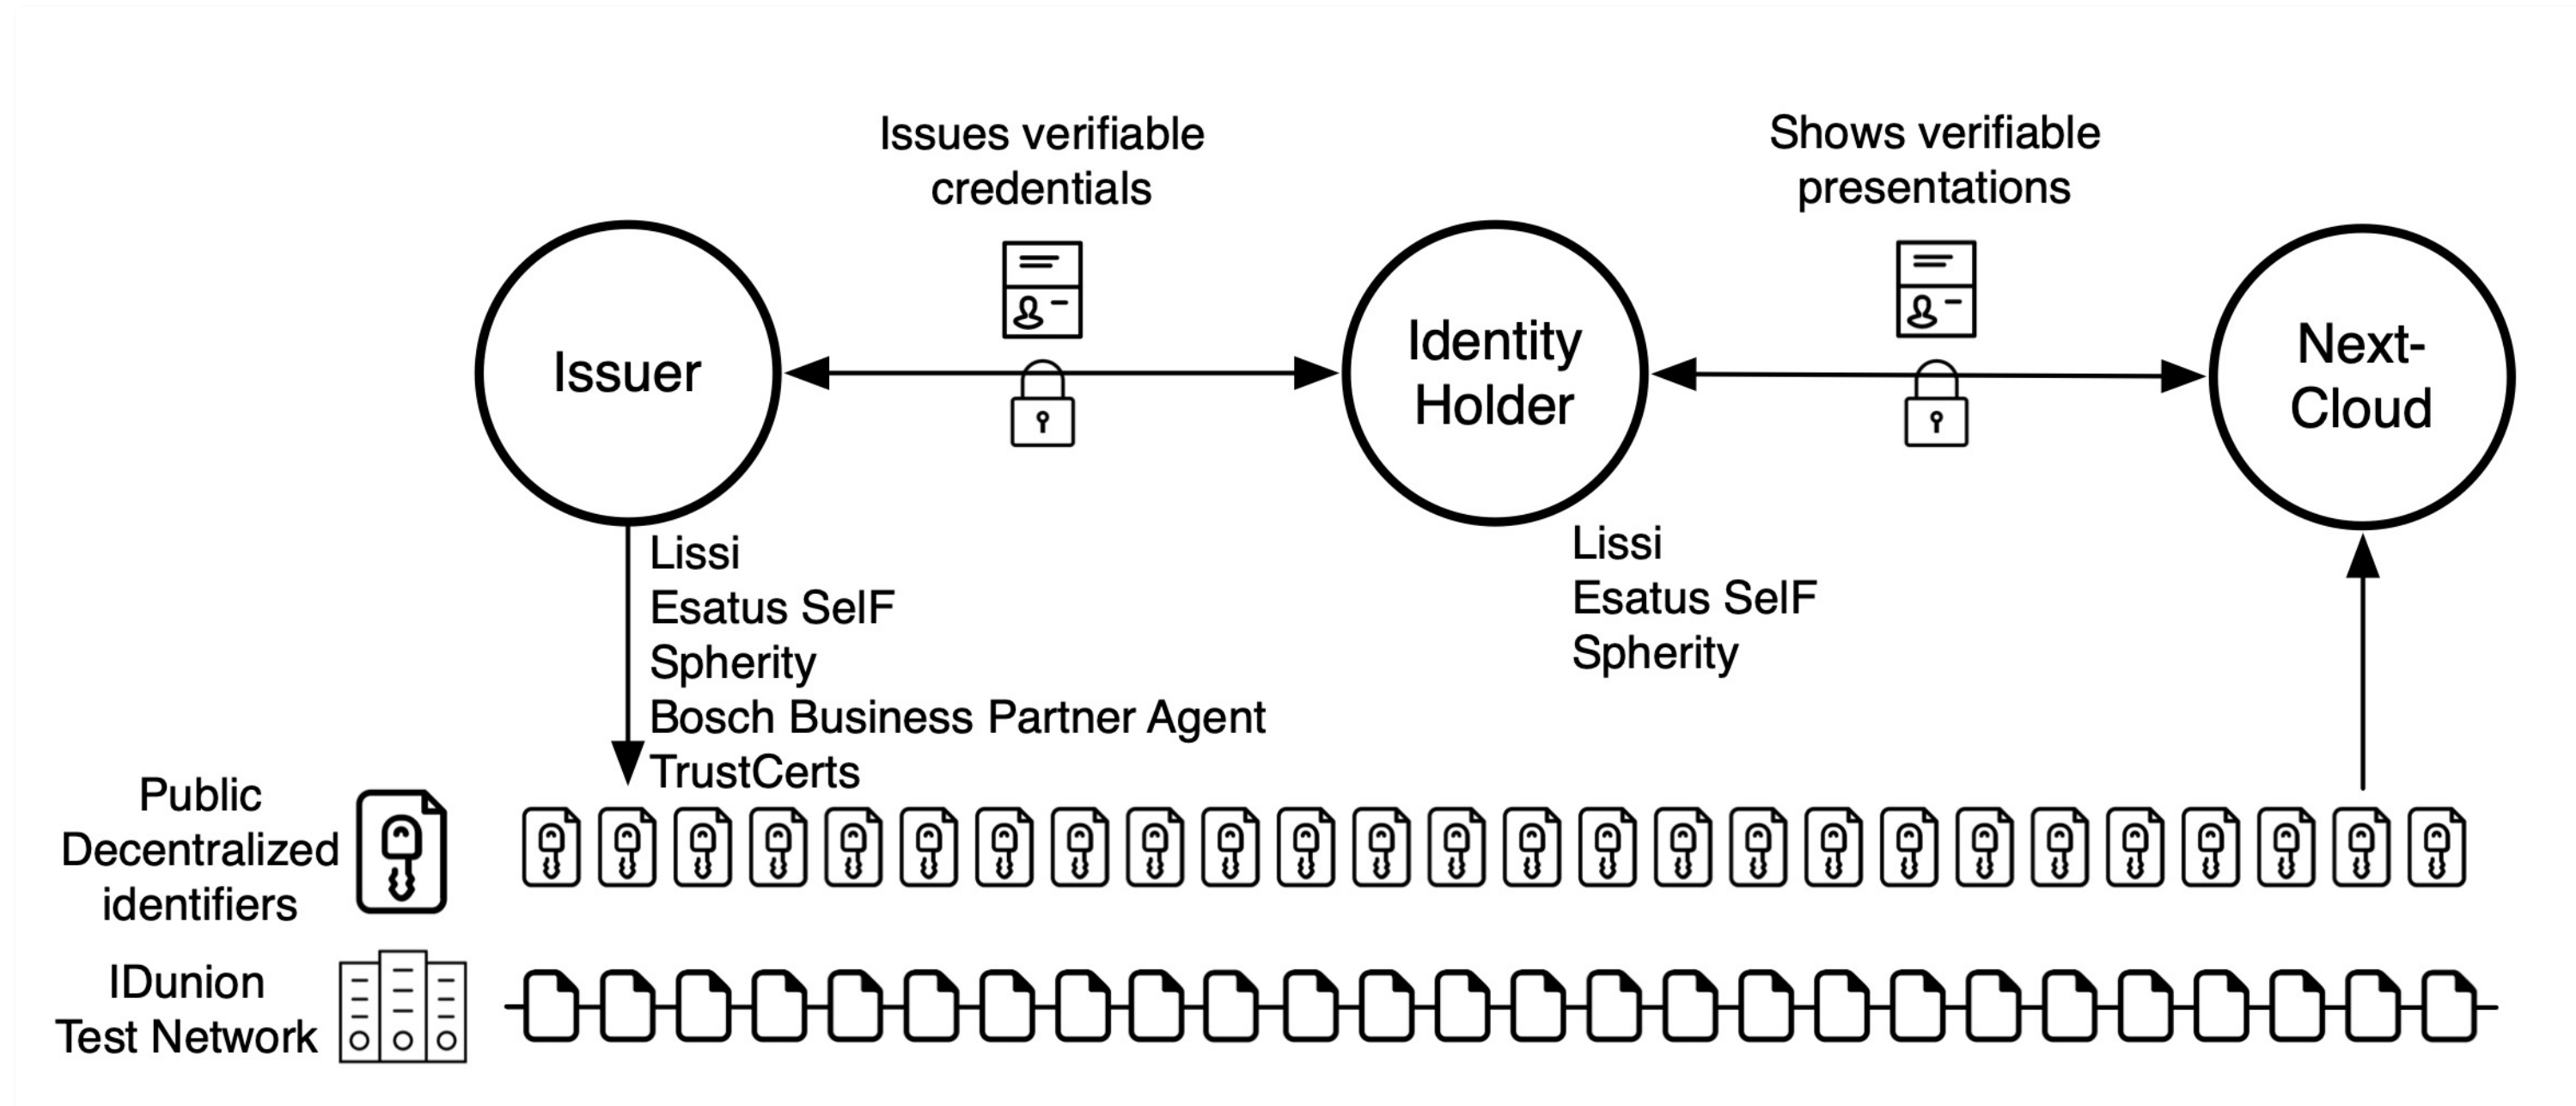 Issues verifiable
credentials
Shows verifiable
presentations
Issuer
Identity
Holder
Next-
Cloud
Lissi
Esatus SelF
Spherity
Bosch Business Partner Agent
TrustCerts
Lissi
Esatus SelF
Spherity
Public
Decentralized
identifiers
IDunion
Test Network